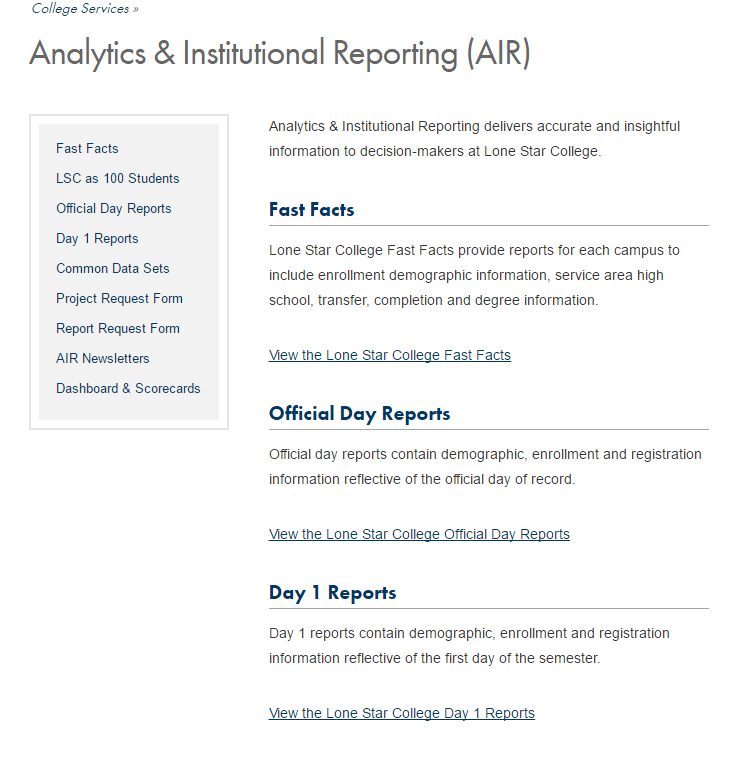 College Services »
Analytics & Institutional Reporting (AIR)
Fast Facts
LSC as 100 Students
Official Day Reports
Day 1 Reports
Common Data Sets
Project Request Form
Report Request Form
AIR Newsletters
Dashboard & Scorecards
Analytics & Institutional Reporting delivers accurate and insightful
information to decision-makers at Lone Star College.
Fast Facts
Lone Star College Fast Facts provide reports for each campus to
include enrollment demographic information, service area high
school, transfer, completion and degree information.
View the Lone Star College Fast Facts
Official Day Reports
Official day reports contain demographic, enrollment and registration
information reflective of the official day of record.
View the Lone Star College Official Day Reports
Day 1 Reports
Day 1 reports contain demographic, enrollment and registration
information reflective of the first day of the semester.
View the Lone Star College Day 1 Reports